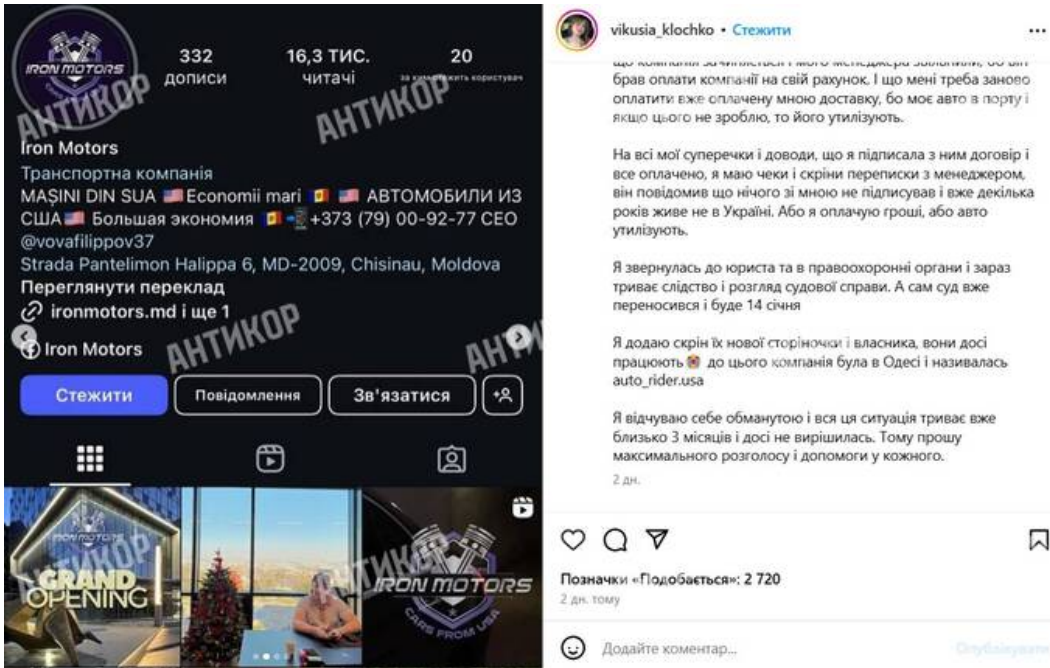 IRON MOTORS
332
дописи
16,3 ТИС.
читачі
20
за ким стежить користувач
АНТИКОР
АНТИКОР
Iron Motors
Транспортна компанія
MAȘINI DIN SUA 🇺🇸Economii mari 🇲🇩 🇺🇸 АВТОМОБИЛИ ИЗ
США🇺🇸 Большая экономия 🇲🇩📲+373 (79) 00-92-77 CEO
@vovafilippov37
Strada Pantelimon Halippa 6, MD-2009, Chisinau, Moldova
Переглянути переклад
ironmotors.md і ще 1
Iron Motors
АНТИКОР
АНТИ
Стежити
Повідомлення
Зв'язатися
IRON MOTORS
GRAND
OPENING
АНТИКОР
АНТИКОР
IRON MOTORS
CARS FROM USA
vikusia_klochko • Стежити
брав оплати компанії на свій рахунок. І що мені треба заново
оплатити вже оплачену мною доставку, бо моє авто в порту і
якщо цього не зроблю, то його утилізують.
На всі мої суперечки і доводи, що я підписала з ним договір і
все оплачено, я маю чеки і скріни переписки з менеджером,
він повідомив що нічого зі мною не підписував і вже декілька
років живе не в Україні. Або я оплачую гроші, або авто
утилізують.
Я звернулась до юриста та в правоохоронні органи і зараз
триває слідство і розгляд судової справи. А сам суд вже
переносився і буде 14 січня
Я додаю скрін їх нової сторіночки і власника, вони досі
працюють до цього компанія була в Одесі і називалась
auto_rider.usa
Я відчуваю себе обманутою і вся ця ситуація триває вже
близько 3 місяців і досі не вирішилась. Тому прошу
максимального розголосу і допомоги у кожного.
2 дн.
Позначки «Подобається»: 2 720
2 дн. тому
Додайте коментар...
Опублікувати